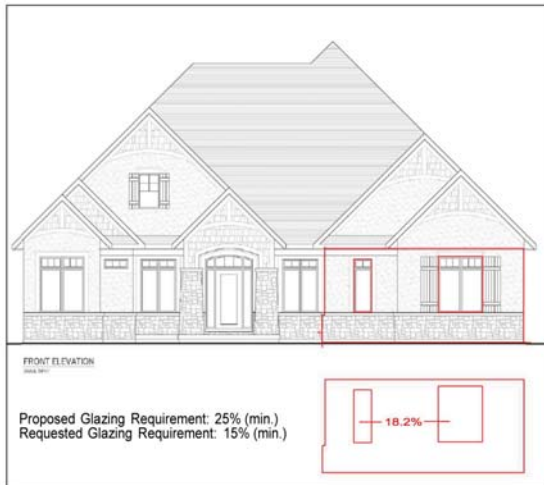 FRONT ELEVATION
Proposed Glazing Requirement: 25% (min.)
Requested Glazing Requirement: 15% (min.)
18.2%